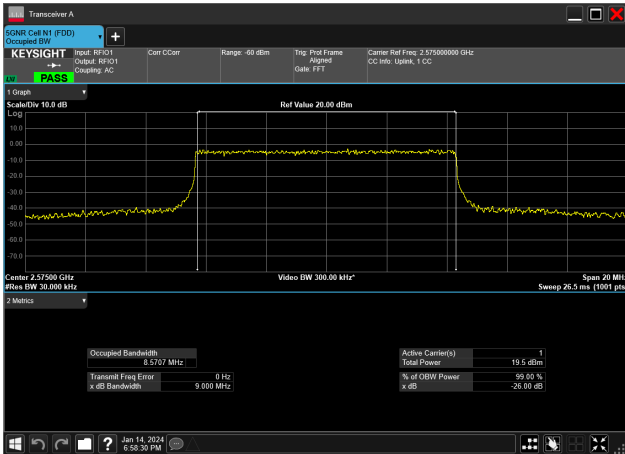 Transceiver A
5GNR Cell N1 (FDD)
Occupied BW
KEYSIGHT
LW
PASS
Input: RFIO1
Output: RFIO1
Coupling: AC
Corr CCorr
Range: -60 dBm
Trig: Prot Frame
Aligned
Gate: FFT
Carrier Ref Freq: 2.575000000 GHz
CC Info: Uplink, 1 CC
1 Graph
Scale/Div 10.0 dB
Ref Value 20.00 dBm
Log
10.0
0.00
-10.0
-20.0
-30.0
-40.0
-50.0
-60.0
-70.0
Center 2.57500 GHz
Video BW 300.00 kHz*
Span 20 MHz
#Res BW 30.000 kHz
Sweep 26.5 ms (1001 pts
2 Metrics
Occupied Bandwidth
8.5707 MHz
Transmit Freq Error 0 Hz
x dB Bandwidth 9.000 MHz
Active Carrier(s) 1
Total Power 19.5 dBm
% of OBW Power 99.00 %
x dB -26.00 dB
Jan 14, 2024
6:58:30 PM